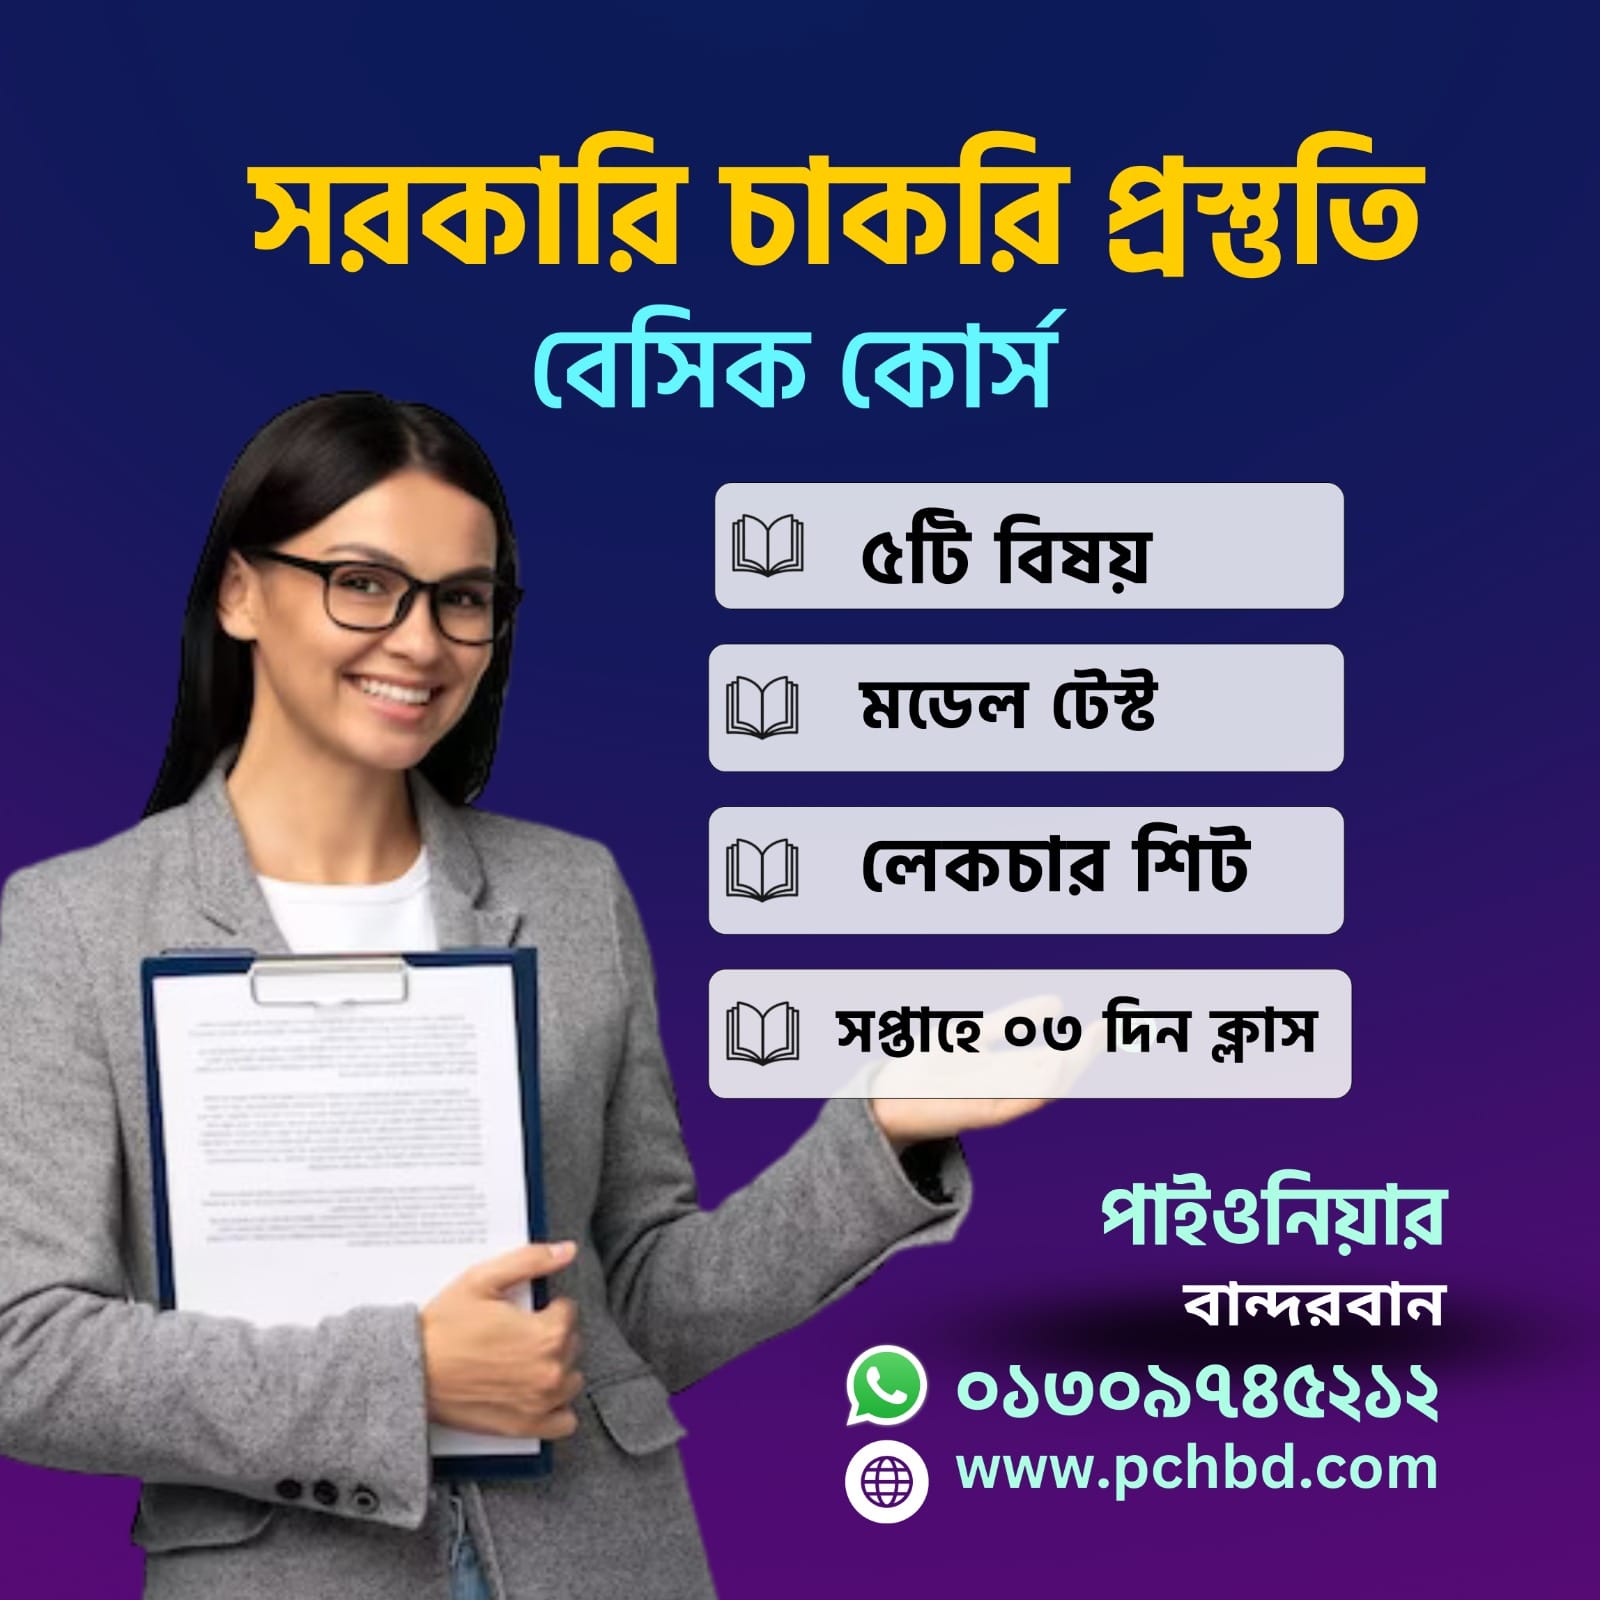 সরকারি চাকরি প্রস্তুতি
বেসিক কোর্স
৫টি বিষয়
মডেল টেস্ট
লেকচার শিট
সপ্তাহে ০৩ দিন ক্লাস
পাইওনিয়ার
বান্দরবান
০১৩০৯৭৪৫২১২
www.pchbd.com